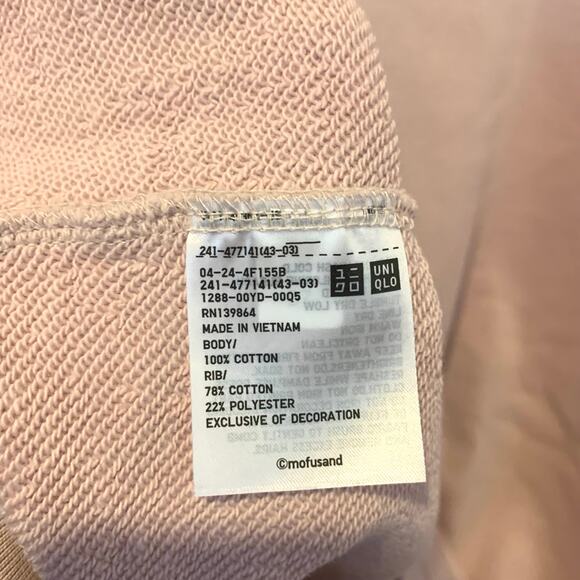 241-477141(43-03)
04-24-4F155B
241-477141(43-03)
1288-00YD-00Q5
RN139864
MADE IN VIETNAM
BODY/
100% COTTON
RIB/
78% COTTON
22% POLYESTER
EXCLUSIVE OF DECORATION
©mofusand
ユニ
クロ
UNI
QLO